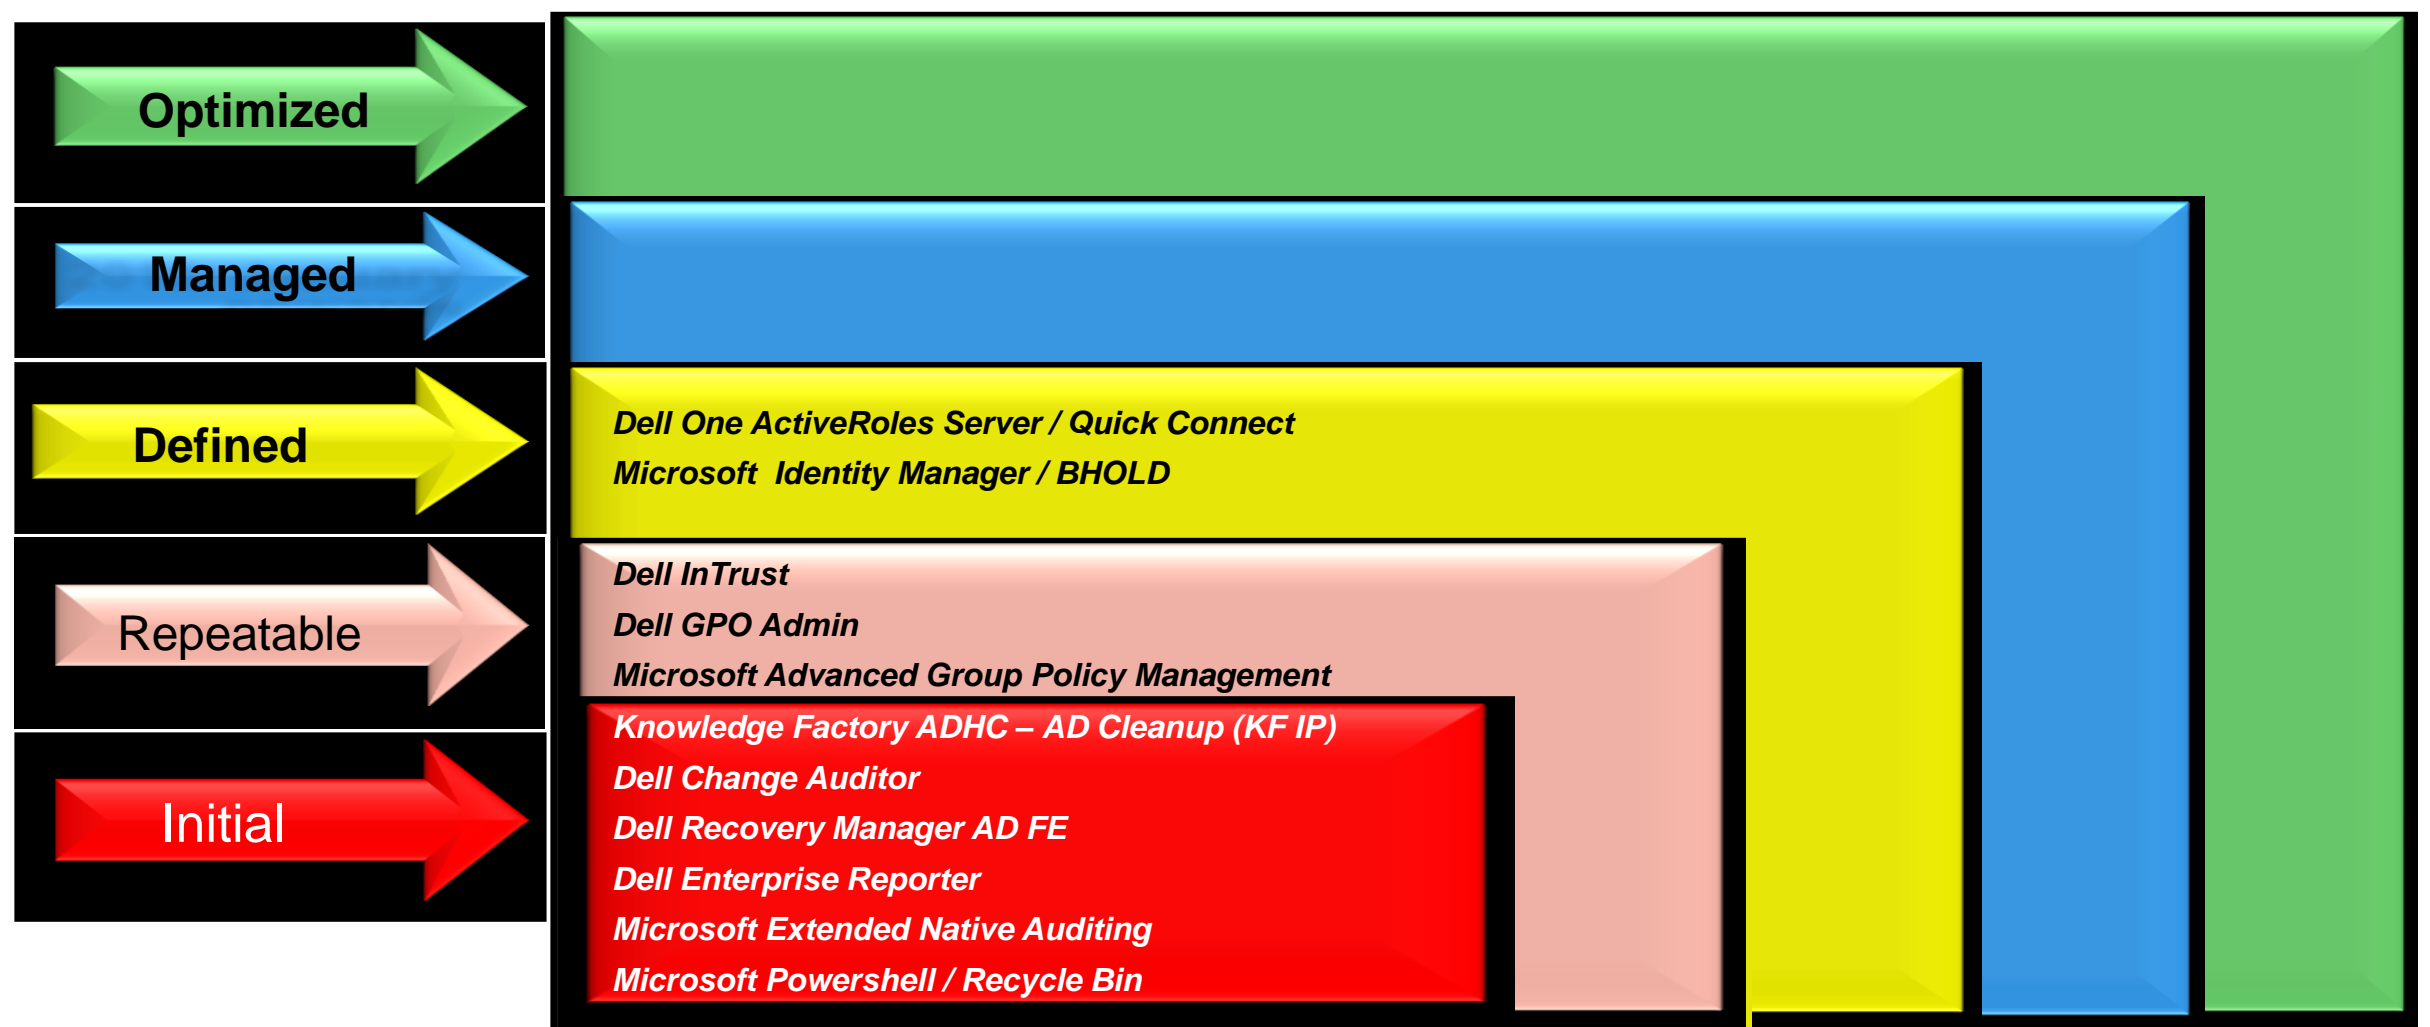 Optimized
Managed
Defined
Dell One ActiveRoles Server / Quick Connect
Microsoft Identity Manager / BHOLD
Repeatable
Dell InTrust
Dell GPO Admin
Microsoft Advanced Group Policy Management
Initial
Knowledge Factory ADHC – AD Cleanup (KF IP)
Dell Change Auditor
Dell Recovery Manager AD FE
Dell Enterprise Reporter
Microsoft Extended Native Auditing
Microsoft Powershell / Recycle Bin